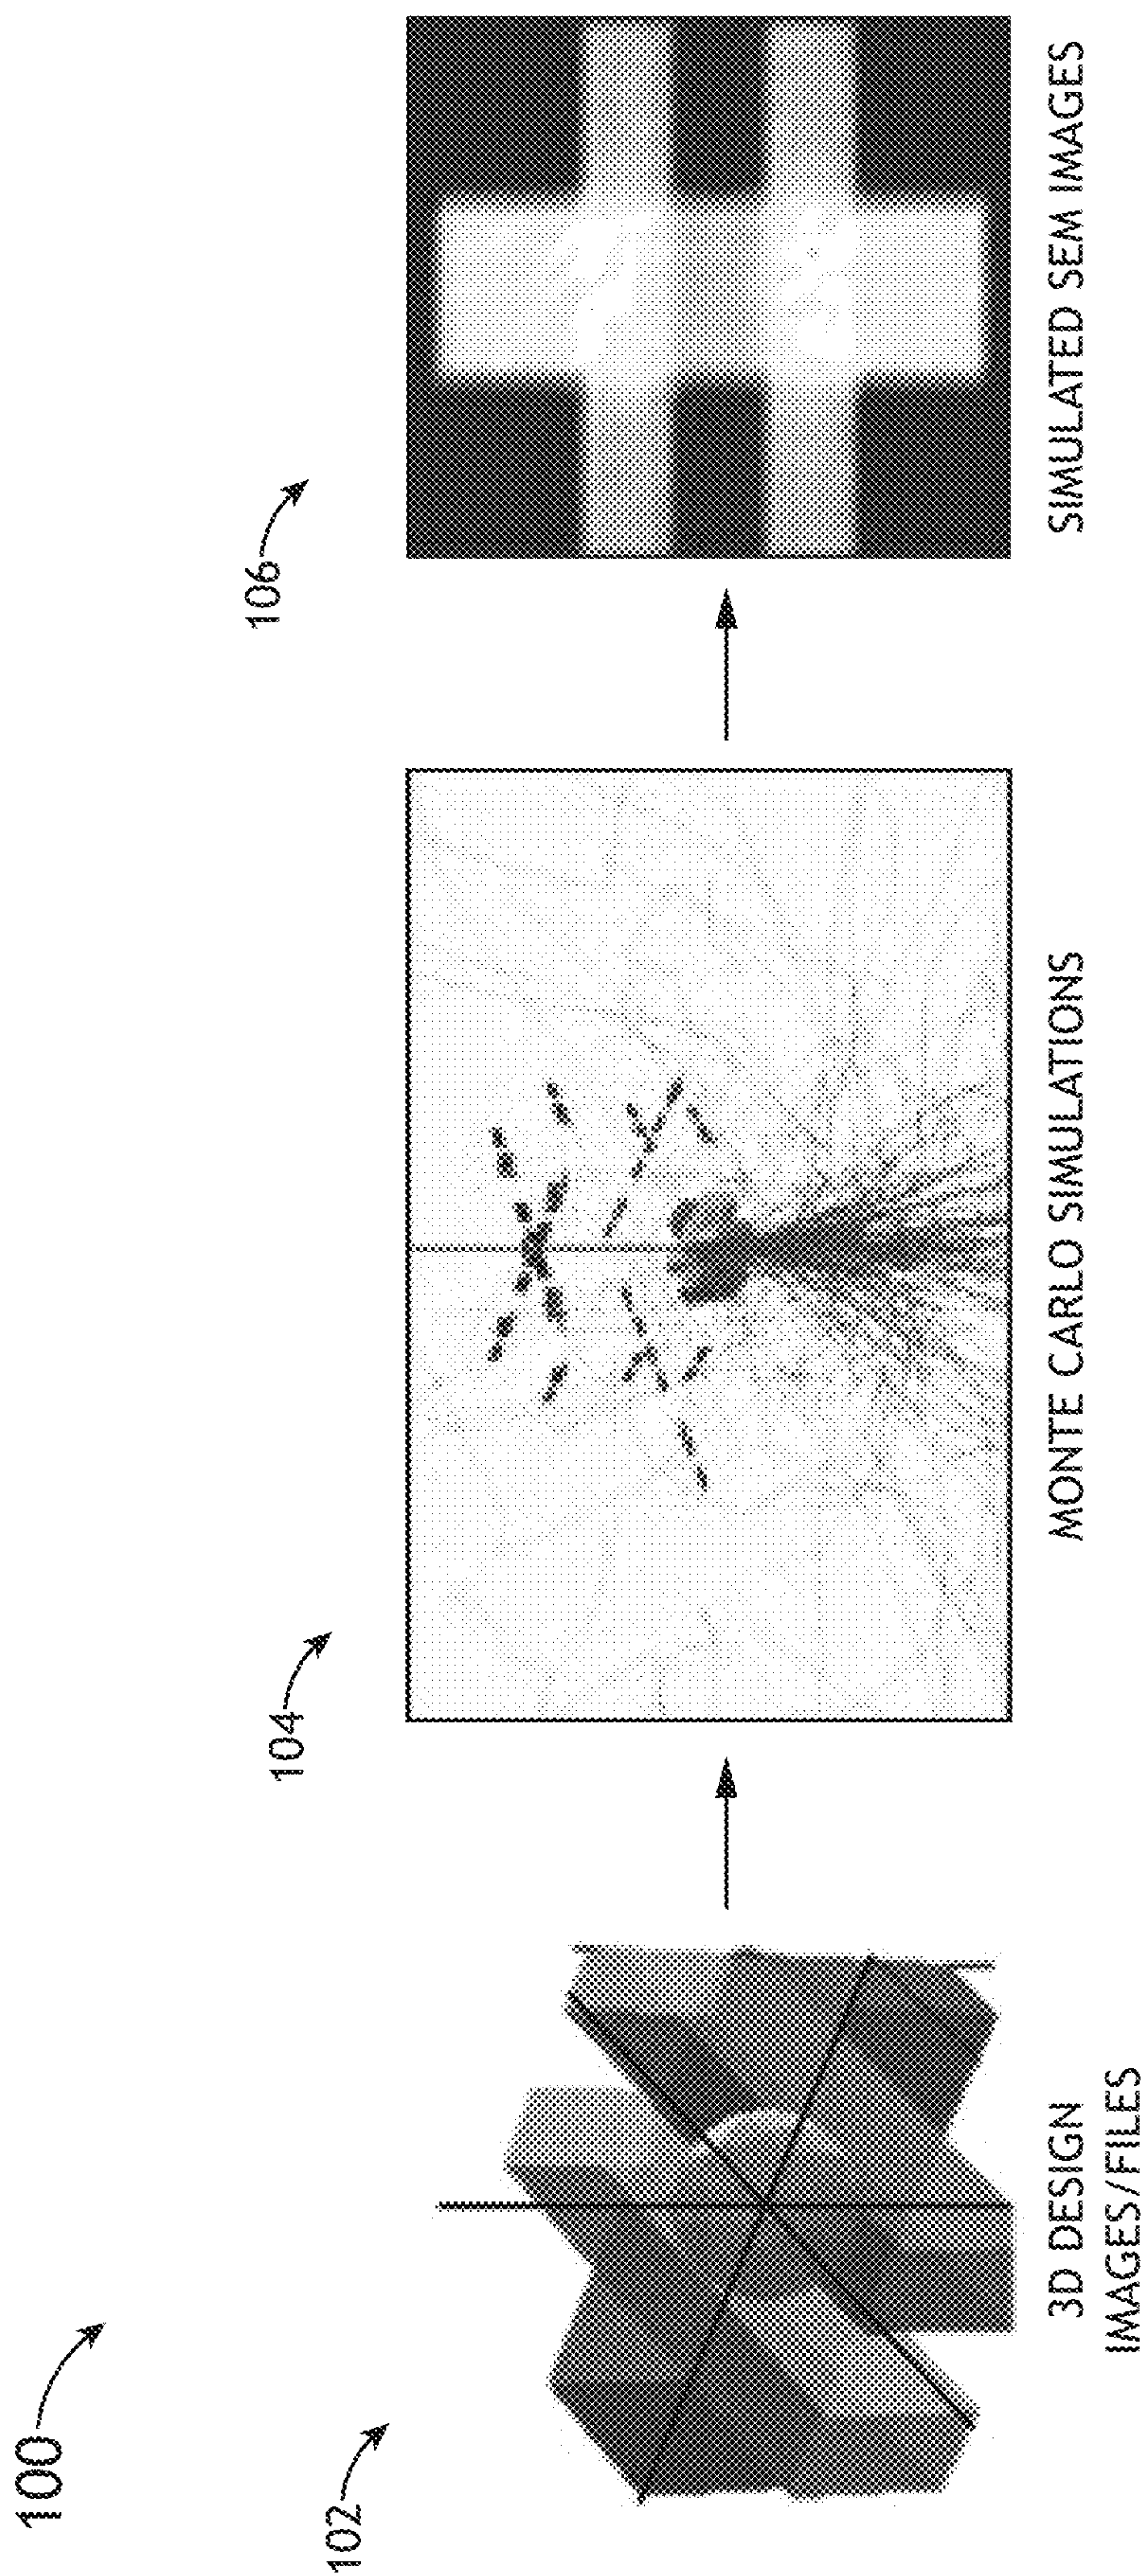 100
102
104
106
3D DESIGN
IMAGES/FILES
MONTE CARLO SIMULATIONS
SIMULATED SEM IMAGES